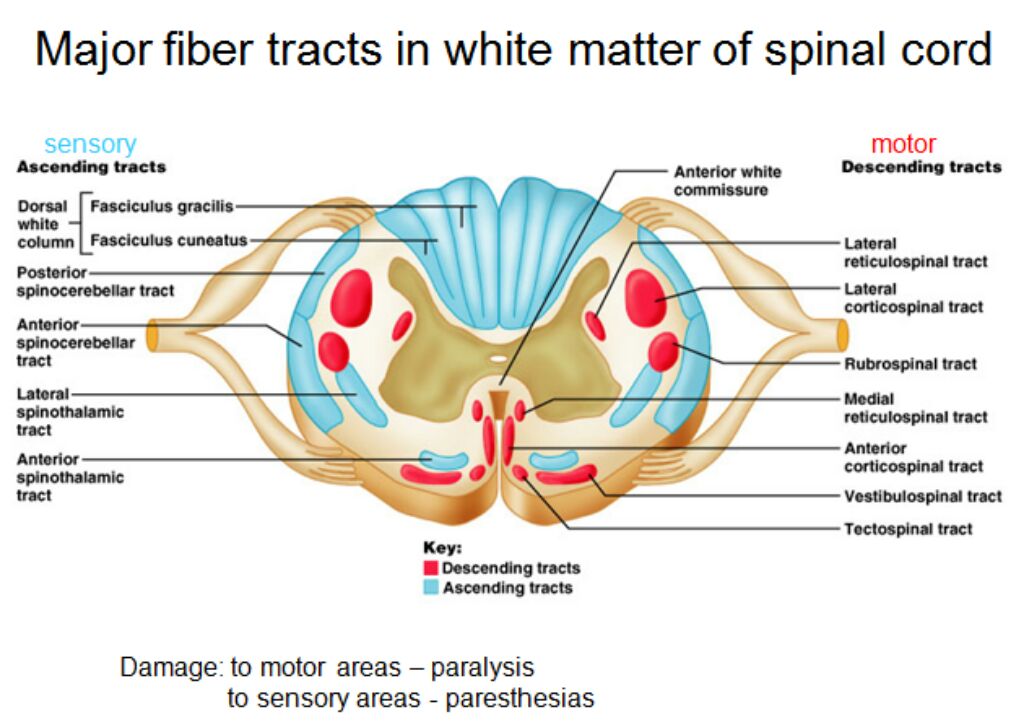 Major fiber tracts in white matter of spinal cord
sensory
Ascending tracts
Dorsal
white
column
Fasciculus gracilis
Fasciculus cuneatus
Posterior
spinocerebellar tract
Anterior
spinocerebellar
tract
Lateral
spinothalamic
tract
Anterior
spinothalamic
tract
Anterior white
commissure
motor
Descending tracts
Lateral
reticulospinal tract
Lateral
corticospinal tract
Rubrospinal tract
Medial
reticulospinal tract
Anterior
corticospinal tract
Vestibulospinal tract
Tectospinal tract
Key:
Descending tracts
Ascending tracts
Damage: to motor areas – paralysis
to sensory areas - paresthesias